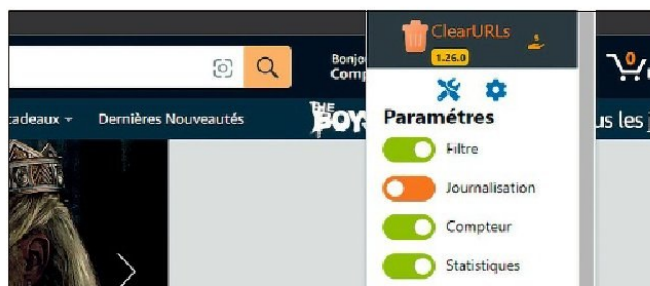 ClearURLs
1.26.0
Bonjo
Comp
0
cadeaux
Dernières Nouveautés
THE
BOYS
us les j
Paramétres
Filtre
Journalisation
Compteur
Statistiques